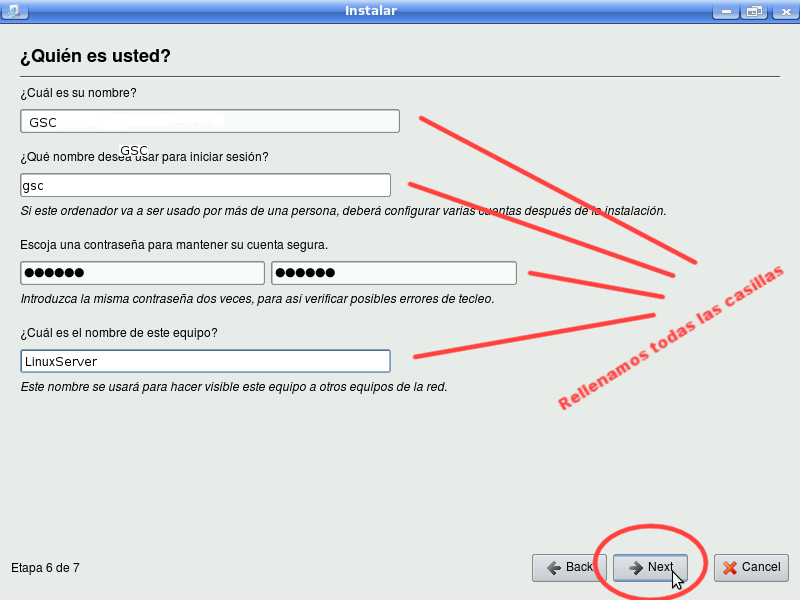 Instalar
¿Quién es usted?
¿Cuál es su nombre?
GSC
GSC
¿Qué nombre desea usar para iniciar sesión?
gsc
Si este ordenador va a ser usado por más de una persona, deberá configurar varias cuentas después de la instalación.
Escoja una contraseña para mantener su cuenta segura.
●●●●●● ●●●●●●
Introduzca la misma contraseña dos veces, para así verificar posibles errores de tecleo.
¿Cuál es el nombre de este equipo?
LinuxServer
Este nombre se usará para hacer visible este equipo a otros equipos de la red.
Rellenamos todas las casillas
Etapa 6 de 7
Back Next Cancel